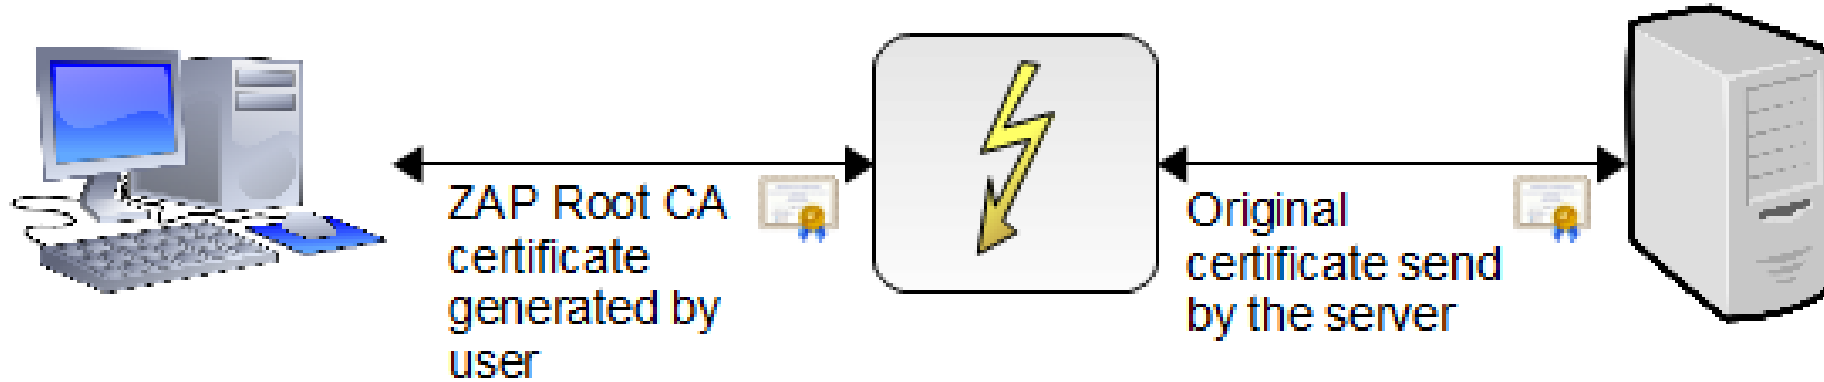 ZAP Root CA
certificate
generated by
user
Original
certificate send
by the server